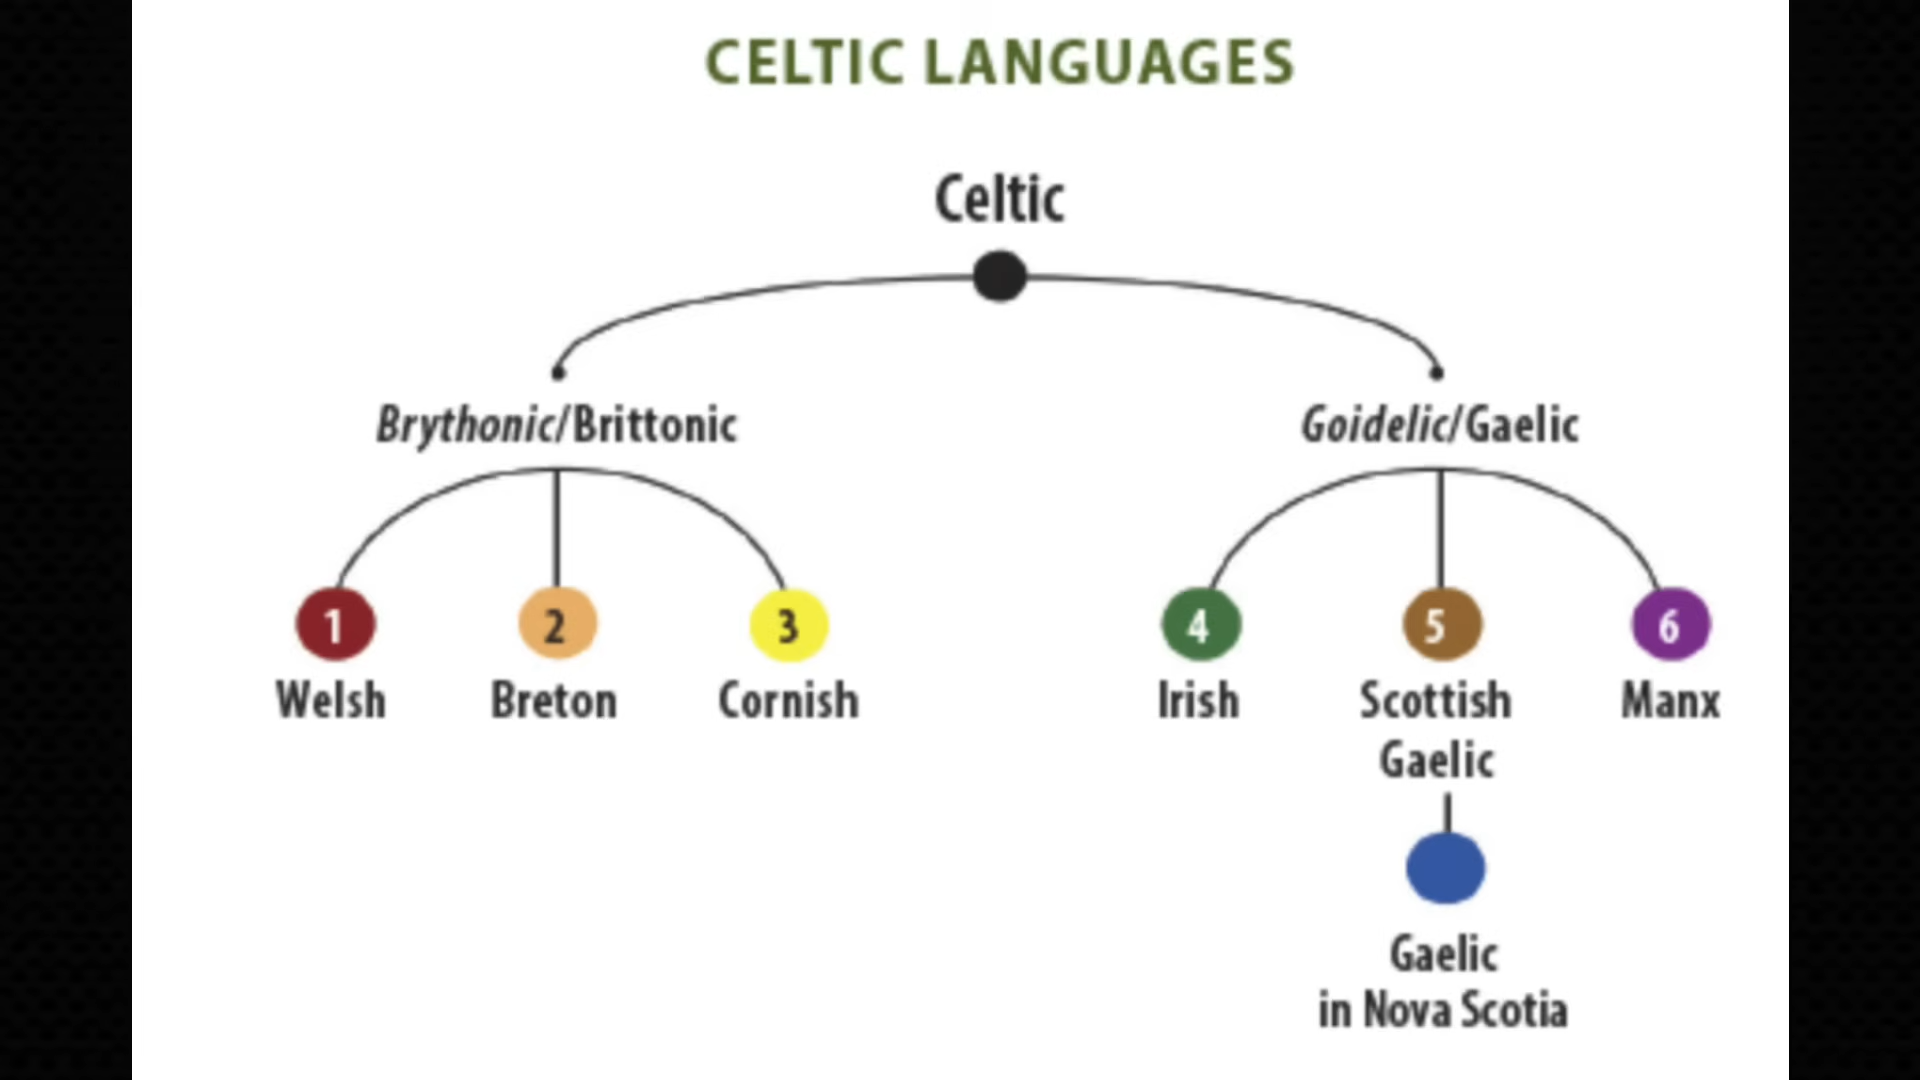 CELTIC LANGUAGES
Celtic
Brythonic/Brittonic
Goidelic/Gaelic
1
2
3
4
5
6
Welsh
Breton
Cornish
Irish
Scottish
Gaelic
Manx
Gaelic
in Nova Scotia